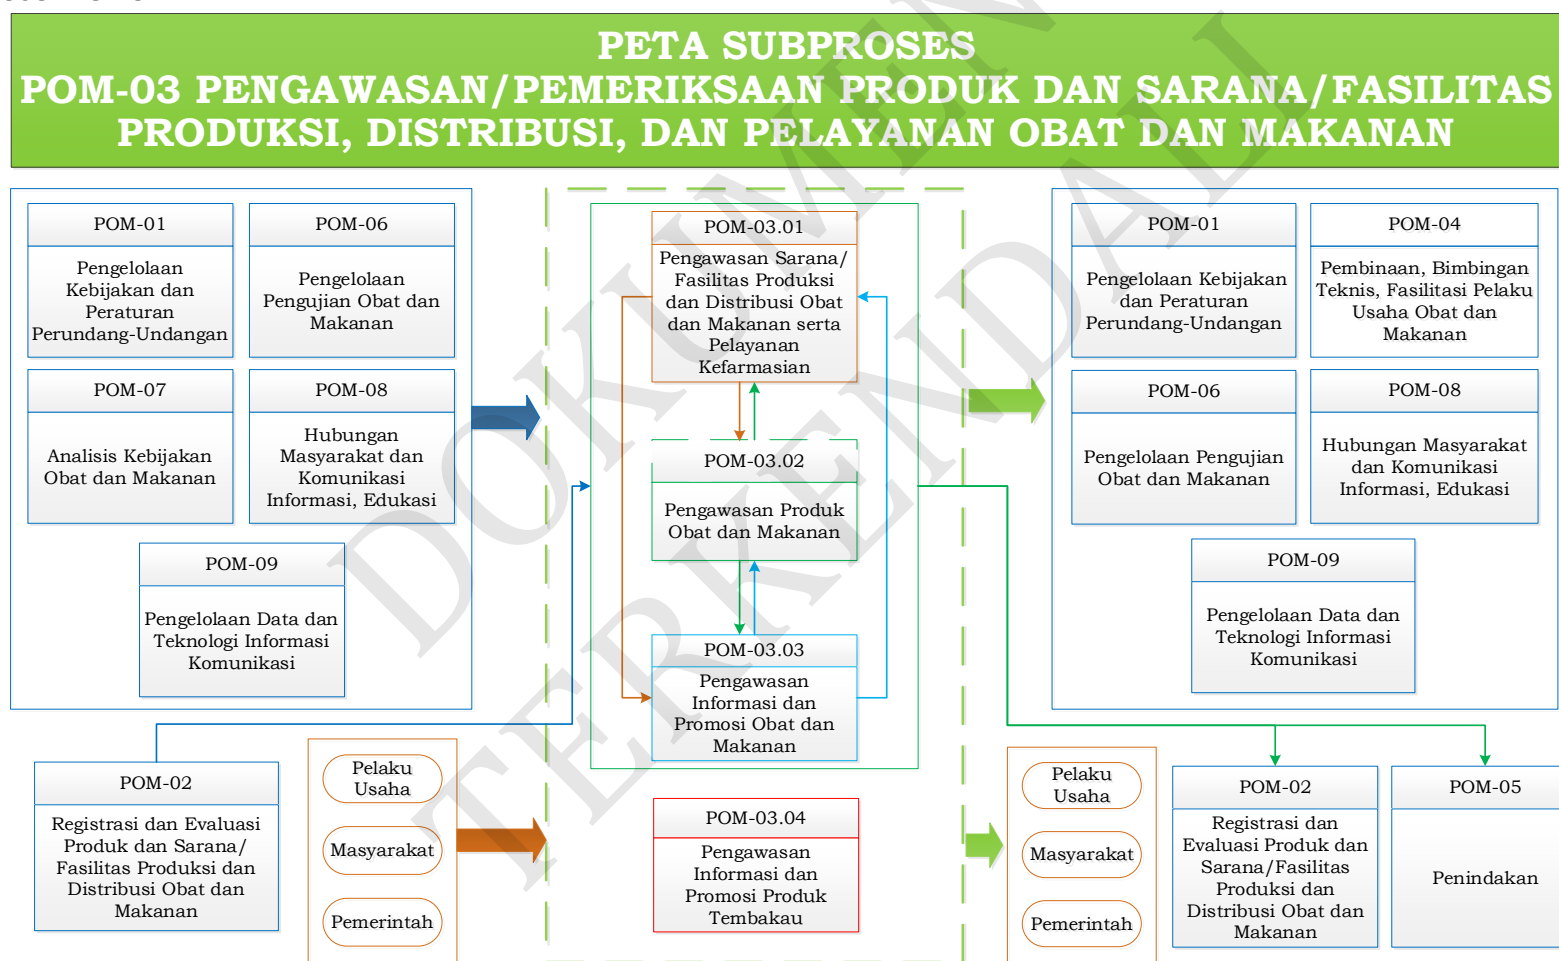 PETA SUBPROSES
POM-03 PENGAWASAN/PEMERIKSAAN PRODUK DAN SARANA/FASILITAS
PRODUKSI, DISTRIBUSI, DAN PELAYANAN OBAT DAN MAKANAN
POM-01
Pengelolaan
Kebijakan dan
Peraturan
Perundang-Undangan
POM-06
Pengelolaan
Pengujian Obat dan
Makanan
POM-07
Analisis Kebijakan
Obat dan Makanan
POM-08
Hubungan
Masyarakat dan
Komunikasi
Informasi, Edukasi
POM-09
Pengelolaan Data dan
Teknologi Informasi
Komunikasi
POM-02
Registrasi dan Evaluasi
Produk dan Sarana/
Fasilitas Produksi dan
Distribusi Obat dan
Makanan
Pelaku
Usaha
Masyarakat
Pemerintah
POM-03.01
Pengawasan Sarana/
Fasilitas Produksi
dan Distribusi Obat
dan Makanan serta
Pelayanan
Kefarmasian
POM-03.02
Pengawasan Produk
Obat dan Makanan
POM-03.03
Pengawasan
Informasi dan
Promosi Obat dan
Makanan
POM-03.04
Pengawasan
Informasi dan
Promosi Produk
Tembakau
POM-01
Pengelolaan Kebijakan
dan Peraturan
Perundang-Undangan
POM-04
Pembinaan, Bimbingan
Teknis, Fasilitasi Pelaku
Usaha Obat dan
Makanan
POM-06
Pengelolaan Pengujian
Obat dan Makanan
POM-08
Hubungan Masyarakat
dan Komunikasi
Informasi, Edukasi
POM-09
Pengelolaan Data dan
Teknologi Informasi
Komunikasi
Pelaku
Usaha
Masyarakat
Pemerintah
POM-02
Registrasi dan
Evaluasi Produk dan
Sarana/Fasilitas
Produksi dan
Distribusi Obat dan
Makanan
POM-05
Penindakan
DOKUMEN
TERKENDALI